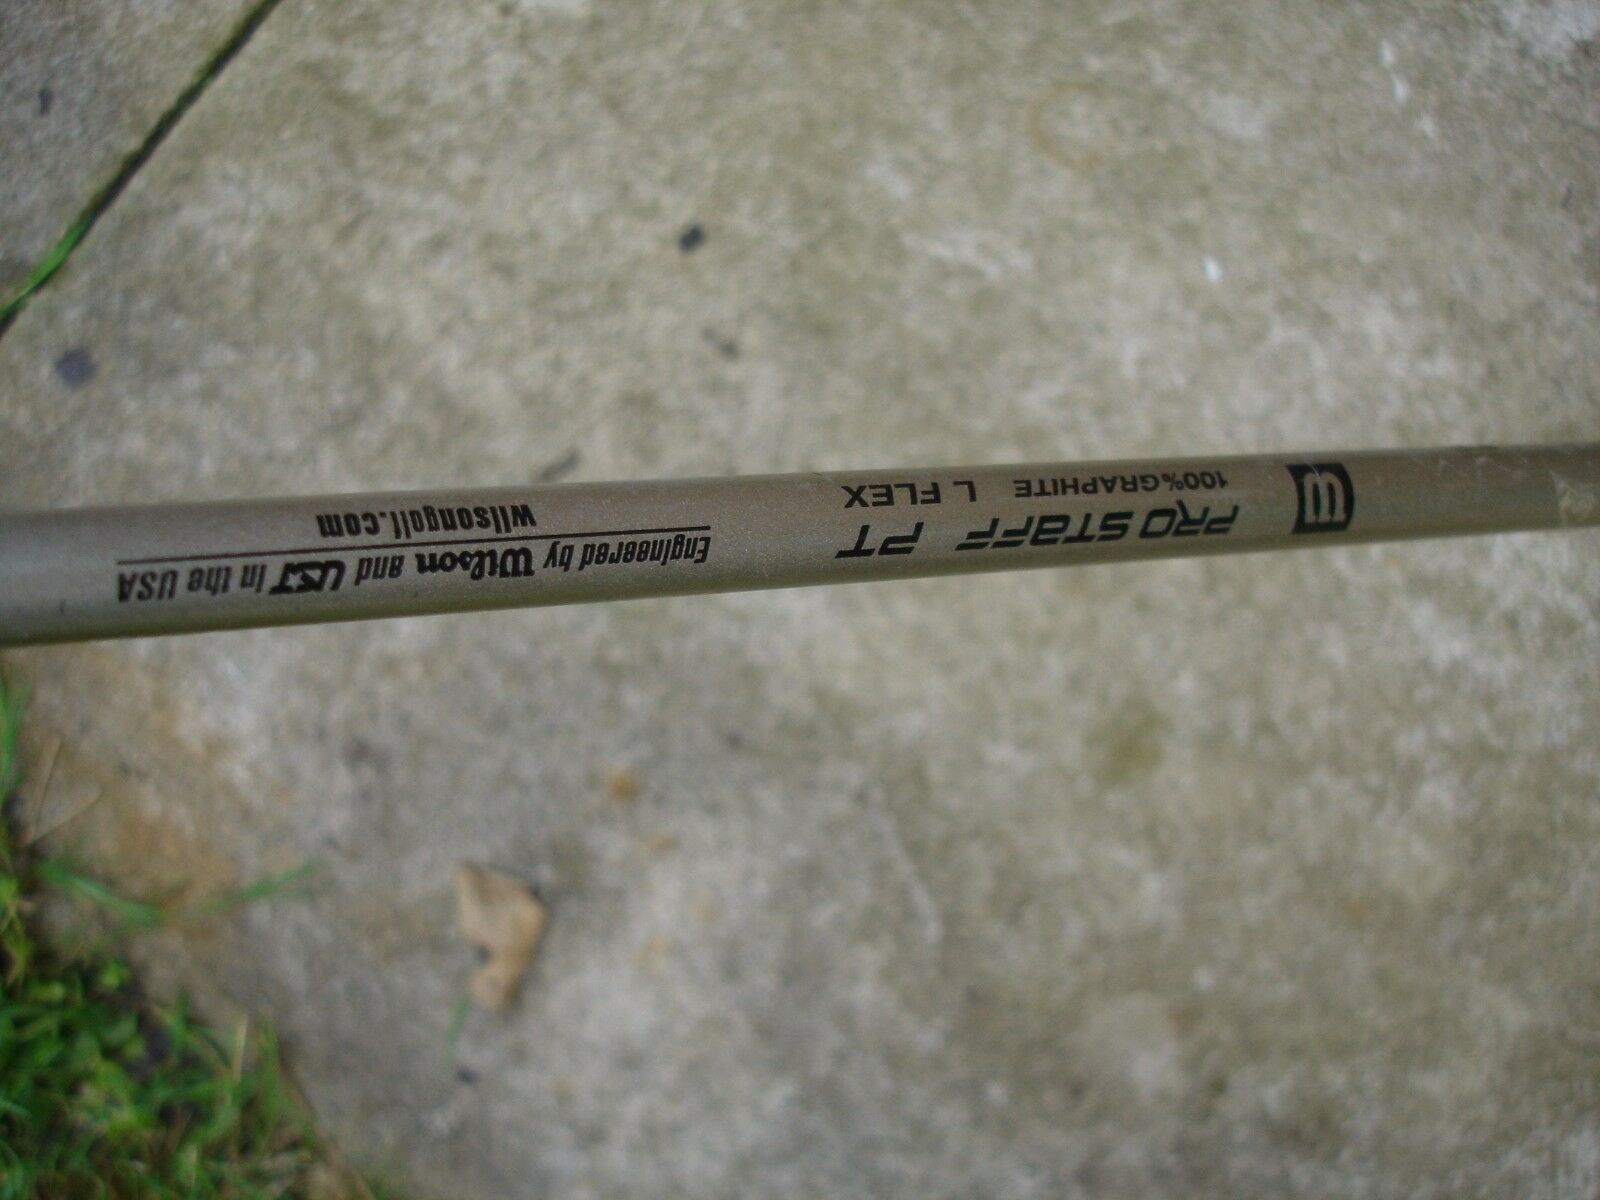 W
PRO STAFF PT
100%GRAPHITE L FLEX
Engineered by Wilson and UST in the USA
wilsongolf.com